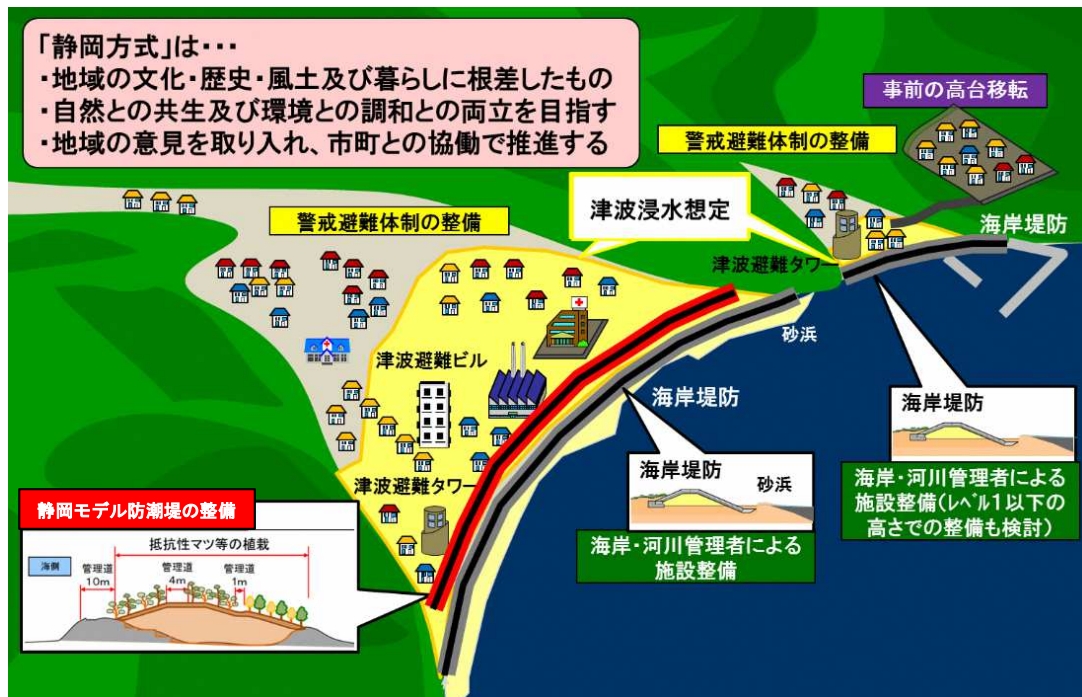 「静岡方式」は・・・
・地域の文化・歴史・風土及び暮らしに根差したもの
・自然との共生及び環境との調和との両立を目指す
・地域の意見を取り入れ、市町との協働で推進する
事前の高台移転
警戒避難体制の整備
津波浸水想定
警戒避難体制の整備
海岸堤防
津波避難タワー
砂浜
津波避難ビル
海岸堤防
海岸堤防
海岸堤防
砂浜
津波避難タワー
海岸・河川管理者による
施設整備(ﾚﾍﾞﾙ1以下の
高さでの整備も検討)
海岸・河川管理者による
施設整備
静岡モデル防潮堤の整備
抵抗性マツ等の植栽
海側
管理道
10m
管理道
4m
管理道
1m